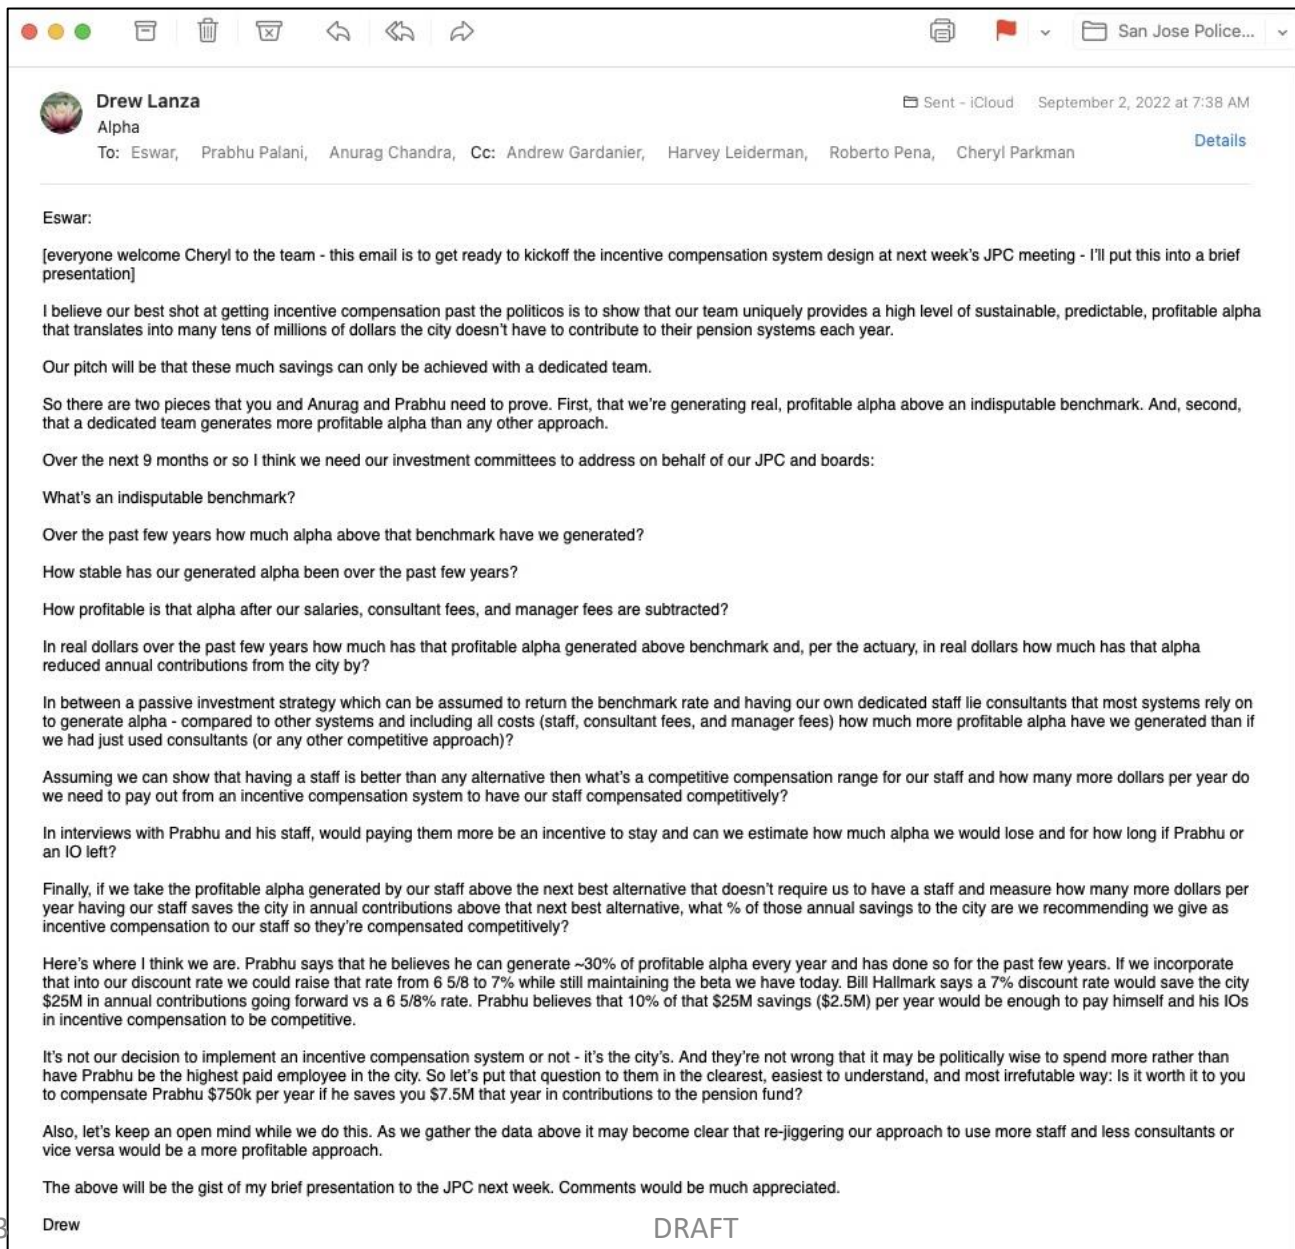 San Jose Police...
Drew Lanza
Sent - iCloud September 2, 2022 at 7:38 AM
Alpha
Details
To: Eswar, Prabhu Palani, Anurag Chandra, Cc: Andrew Gardanier, Harvey Leiderman, Roberto Pena, Cheryl Parkman
Eswar:
[everyone welcome Cheryl to the team - this email is to get ready to kickoff the incentive compensation system design at next week's JPC meeting - I'll put this into a brief
presentation]
I believe our best shot at getting incentive compensation past the politicos is to show that our team uniquely provides a high level of sustainable, predictable, profitable alpha
that translates into many tens of millions of dollars the city doesn't have to contribute to their pension systems each year.
Our pitch will be that these much savings can only be achieved with a dedicated team.
So there are two pieces that you and Anurag and Prabhu need to prove. First, that we're generating real, profitable alpha above an indisputable benchmark. And, second,
that a dedicated team generates more profitable alpha than any other approach.
Over the next 9 months or so I think we need our investment committees to address on behalf of our JPC and boards:
What's an indisputable benchmark?
Over the past few years how much alpha above that benchmark have we generated?
How stable has our generated alpha been over the past few years?
How profitable is that alpha after our salaries, consultant fees, and manager fees are subtracted?
In real dollars over the past few years how much has that profitable alpha generated above benchmark and, per the actuary, in real dollars how much has that alpha
reduced annual contributions from the city by?
In between a passive investment strategy which can be assumed to return the benchmark rate and having our own dedicated staff lie consultants that most systems rely on
to generate alpha - compared to other systems and including all costs (staff, consultant fees, and manager fees) how much more profitable alpha have we generated than if
we had just used consultants (or any other competitive approach)?
Assuming we can show that having a staff is better than any alternative then what's a competitive compensation range for our staff and how many more dollars per year do
we need to pay out from an incentive compensation system to have our staff compensated competitively?
In interviews with Prabhu and his staff, would paying them more be an incentive to stay and can we estimate how much alpha we would lose and for how long if Prabhu or
an IO left?
Finally, if we take the profitable alpha generated by our staff above the next best alternative that doesn't require us to have a staff and measure how many more dollars per
year having our staff saves the city in annual contributions above that next best alternative, what % of those annual savings to the city are we recommending we give as
incentive compensation to our staff so they're compensated competitively?
Here's where I think we are. Prabhu says that he believes he can generate ~30% of profitable alpha every year and has done so for the past few years. If we incorporate
that into our discount rate we could raise that rate from 6 5/8 to 7% while still maintaining the beta we have today. Bill Hallmark says a 7% discount rate would save the city
$25M in annual contributions going forward vs a 6 5/8% rate. Prabhu believes that 10% of that $25M savings ($2.5M) per year would be enough to pay himself and his IOs
in incentive compensation to be competitive.
It's not our decision to implement an incentive compensation system or not - it's the city's. And they're not wrong that it may be politically wise to spend more rather than
have Prabhu be the highest paid employee in the city. So let's put that question to them in the clearest, easiest to understand, and most irrefutable way: Is it worth it to you
to compensate Prabhu $750k per year if he saves you $7.5M that year in contributions to the pension fund?
Also, let's keep an open mind while we do this. As we gather the data above it may become clear that re-jiggering our approach to use more staff and less consultants or
vice versa would be a more profitable approach.
The above will be the gist of my brief presentation to the JPC next week. Comments would be much appreciated.
Drew
DRAFT